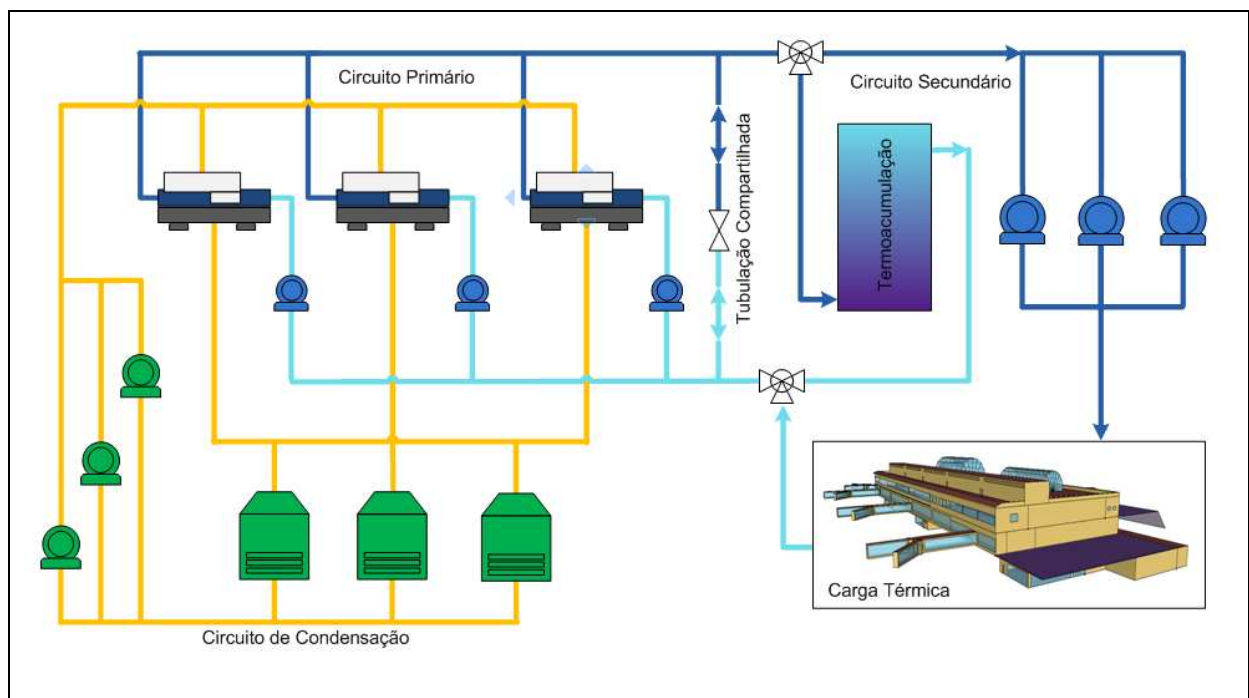 Circuito Primário
Circuito Secundário
Tubulação Compartilhada
Termoacumulação
Carga Térmica
Circuito de Condensação